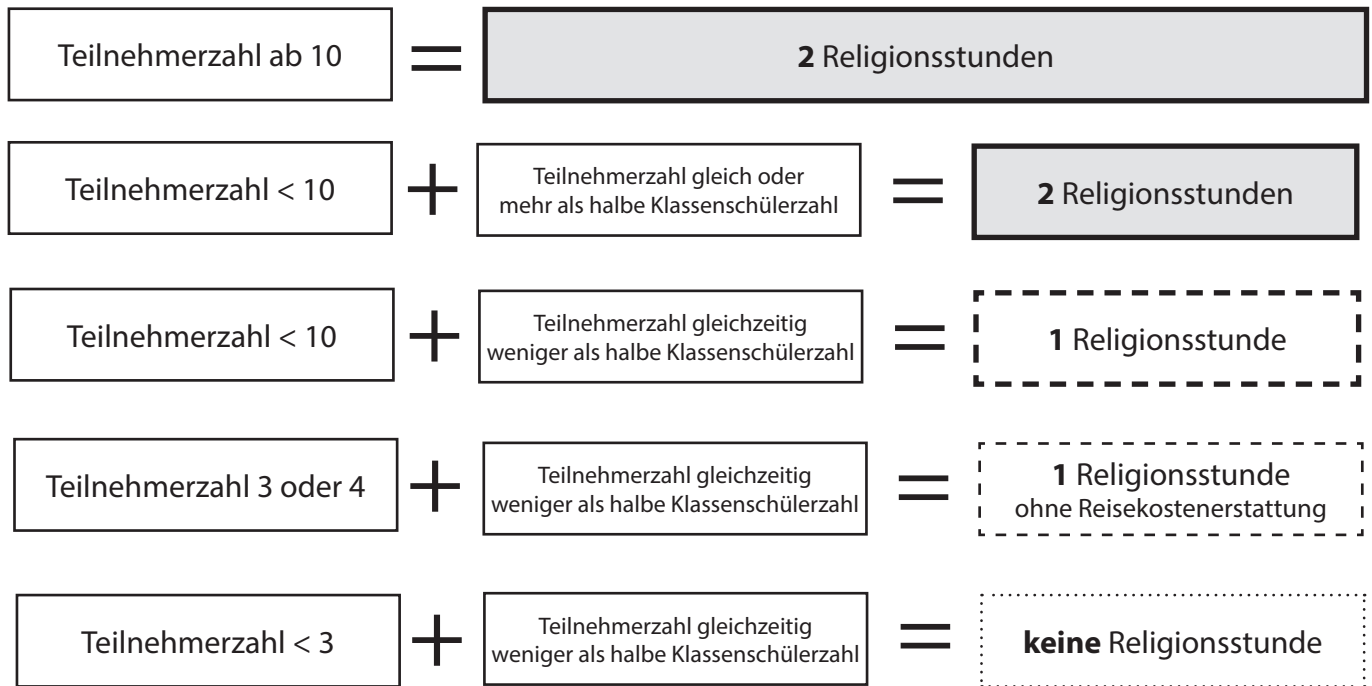 Teilnehmerzahl ab 10 = 2 Religionsstunden
Teilnehmerzahl < 10 + Teilnehmerzahl gleich oder
mehr als halbe Klassenschülerzahl = 2 Religionsstunden
Teilnehmerzahl < 10 + Teilnehmerzahl gleichzeitig
weniger als halbe Klassenschülerzahl = 1 Religionsstunde
Teilnehmerzahl 3 oder 4 + Teilnehmerzahl gleichzeitig
weniger als halbe Klassenschülerzahl = 1 Religionsstunde
ohne Reisekostenerstattung
Teilnehmerzahl < 3 + Teilnehmerzahl gleichzeitig
weniger als halbe Klassenschülerzahl = keine Religionsstunde